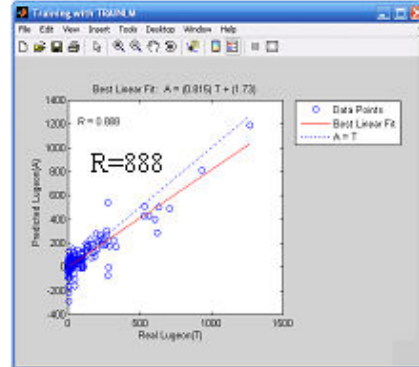 Training with TRAINLM
File Edit View Insert Tools Desktop Window Help
Best Linear Fit: A = (0.815) T + (1.73)
R = 0.888
R=888
Data Points
Best Linear Fit
A = T
Predicted Lugeon(A)
1400
1200
1000
800
600
400
200
0
-200
-400
0 500 1000 1500
Real Lugeon(T)